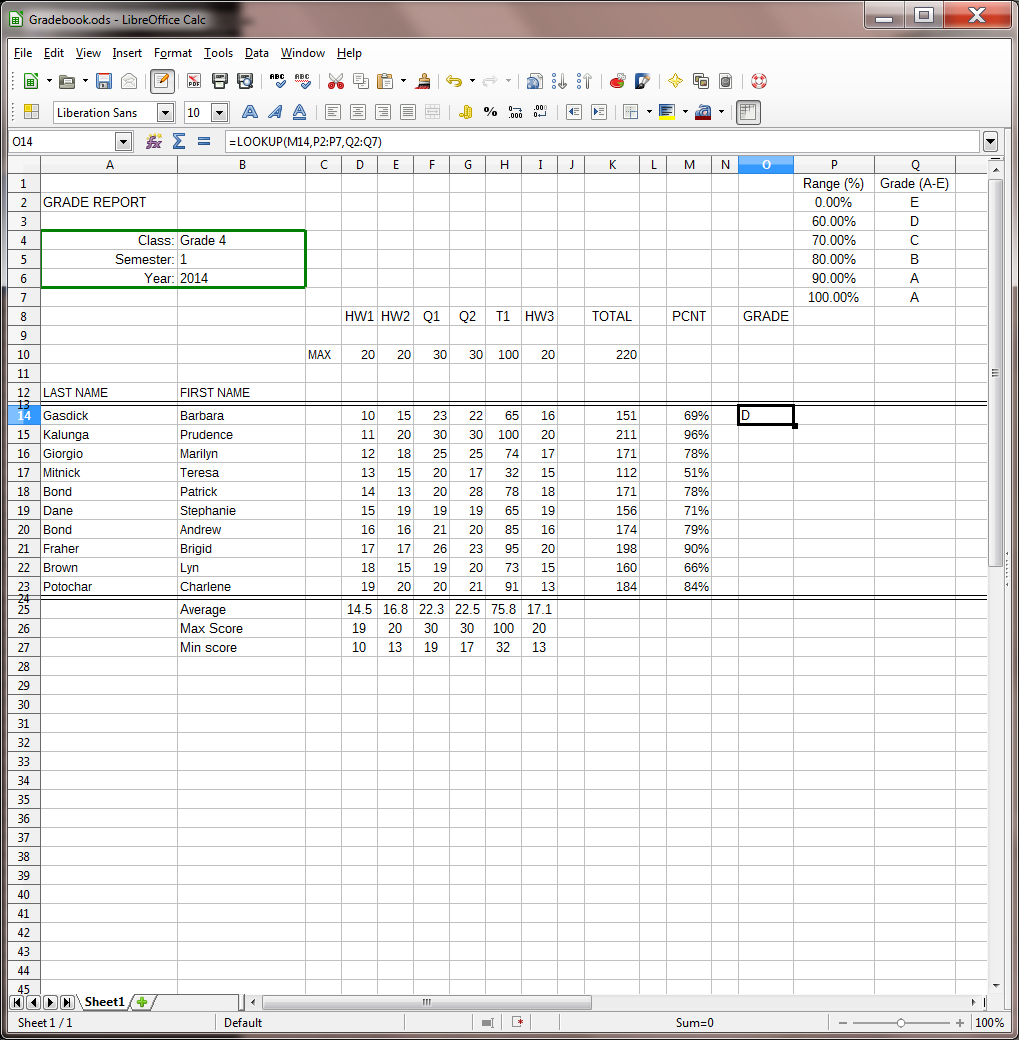 Gradebook.ods - LibreOffice Calc
File Edit View Insert Format Tools Data Window Help
Liberation Sans 10
O14 =LOOKUP(M14,P2:P7,Q2:Q7)
A B C D E F G H I J K L M N O P Q
1 Range (%) Grade (A-E)
2 GRADE REPORT 0.00% E
3 60.00% D
4 Class: Grade 4 70.00% C
5 Semester: 1 80.00% B
6 Year: 2014 90.00% A
7 100.00% A
8 HW1 HW2 Q1 Q2 T1 HW3 TOTAL PCNT GRADE
9
10 MAX 20 20 30 30 100 20 220
11
12 LAST NAME FIRST NAME
13
14 Gasdick Barbara 10 15 23 22 65 16 151 69% D
15 Kalunga Prudence 11 20 30 30 100 20 211 96%
16 Giorgio Marilyn 12 18 25 25 74 17 171 78%
17 Mitnick Teresa 13 15 20 17 32 15 112 51%
18 Bond Patrick 14 13 20 28 78 18 171 78%
19 Dane Stephanie 15 19 19 19 65 19 156 71%
20 Bond Andrew 16 16 21 20 85 16 174 79%
21 Fraher Brigid 17 17 26 23 95 20 198 90%
22 Brown Lyn 18 15 19 20 73 15 160 66%
23 Potochar Charlene 19 20 20 21 91 13 184 84%
24
25 Average 14.5 16.8 22.3 22.5 75.8 17.1
26 Max Score 19 20 30 30 100 20
27 Min score 10 13 19 17 32 13
28
29
30
31
32
33
34
35
36
37
38
39
40
41
42
43
44
45
Sheet1
Sheet 1 / 1 Default Sum=0 100%